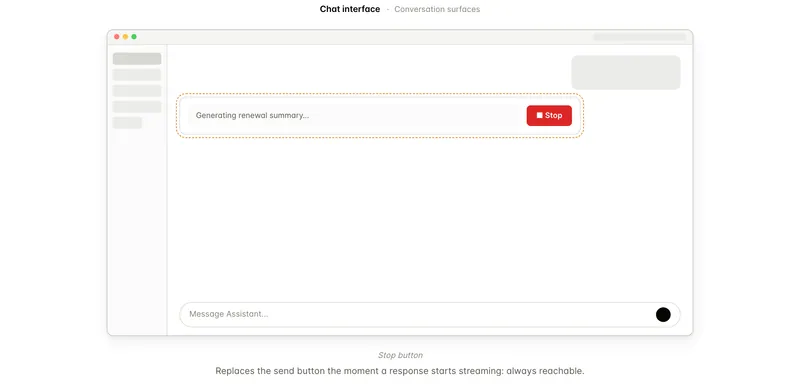 Chat interface · Conversation surfaces
Generating renewal summary...
Stop
Message Assistant...
Stop button
Replaces the send button the moment a response starts streaming: always reachable.